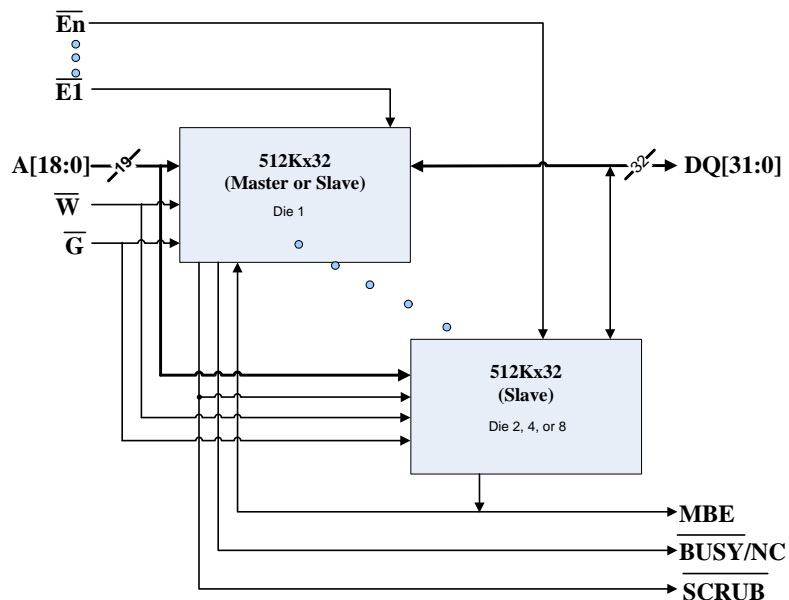 En
E1
A[18:0]
19
W
G
512Kx32
(Master or Slave)
Die 1
32
DQ[31:0]
512Kx32
(Slave)
Die 2, 4, or 8
MBE
BUSY/NC
SCRUB